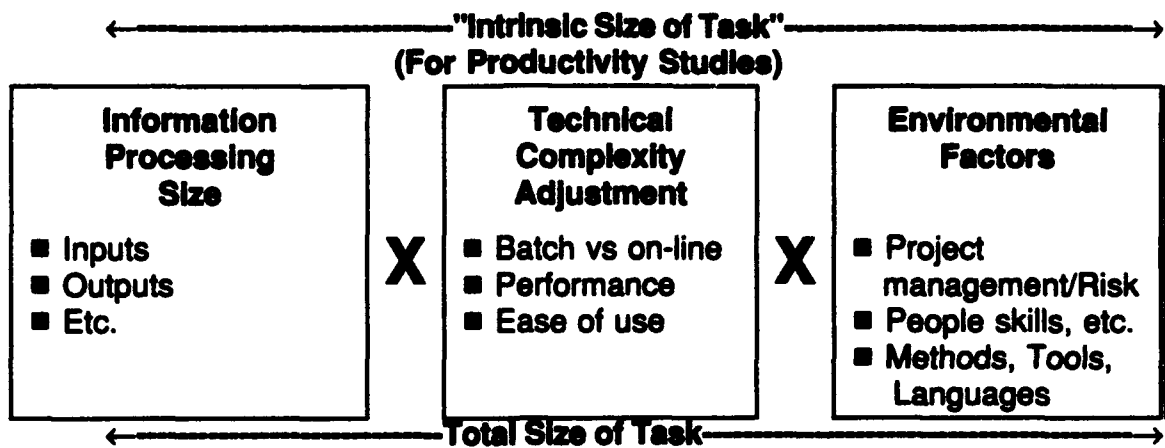 "Intrinsic Size of Task"
(For Productivity Studies)
Information
Processing
Size
■ Inputs
■ Outputs
■ Etc.
X
Technical
Complexity
Adjustment
■ Batch vs on-line
■ Performance
■ Ease of use
X
Environmental
Factors
■ Project
management/Risk
■ People skills, etc.
■ Methods, Tools,
Languages
Total Size of Task